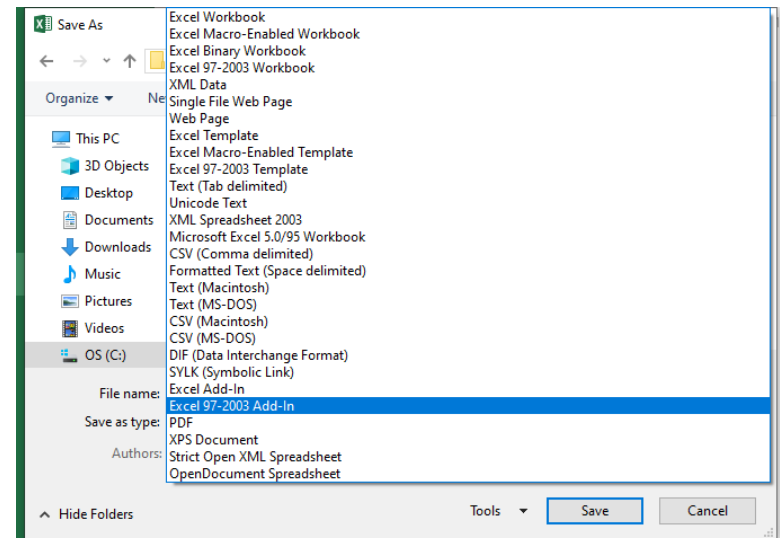 Save As
Organize
Ne
This PC
3D Objects
Desktop
Documents
Downloads
Music
Pictures
Videos
OS (C:)
Excel Workbook
Excel Macro-Enabled Workbook
Excel Binary Workbook
Excel 97-2003 Workbook
XML Data
Single File Web Page
Web Page
Excel Template
Excel Macro-Enabled Template
Excel 97-2003 Template
Text (Tab delimited)
Unicode Text
XML Spreadsheet 2003
Microsoft Excel 5.0/95 Workbook
CSV (Comma delimited)
Formatted Text (Space delimited)
Text (Macintosh)
Text (MS-DOS)
CSV (Macintosh)
CSV (MS-DOS)
DIF (Data Interchange Format)
SYLK (Symbolic Link)
Excel Add-In
Excel 97-2003 Add-In
PDF
XPS Document
Strict Open XML Spreadsheet
OpenDocument Spreadsheet
File name:
Save as type:
Authors:
Hide Folders
Tools
Save
Cancel